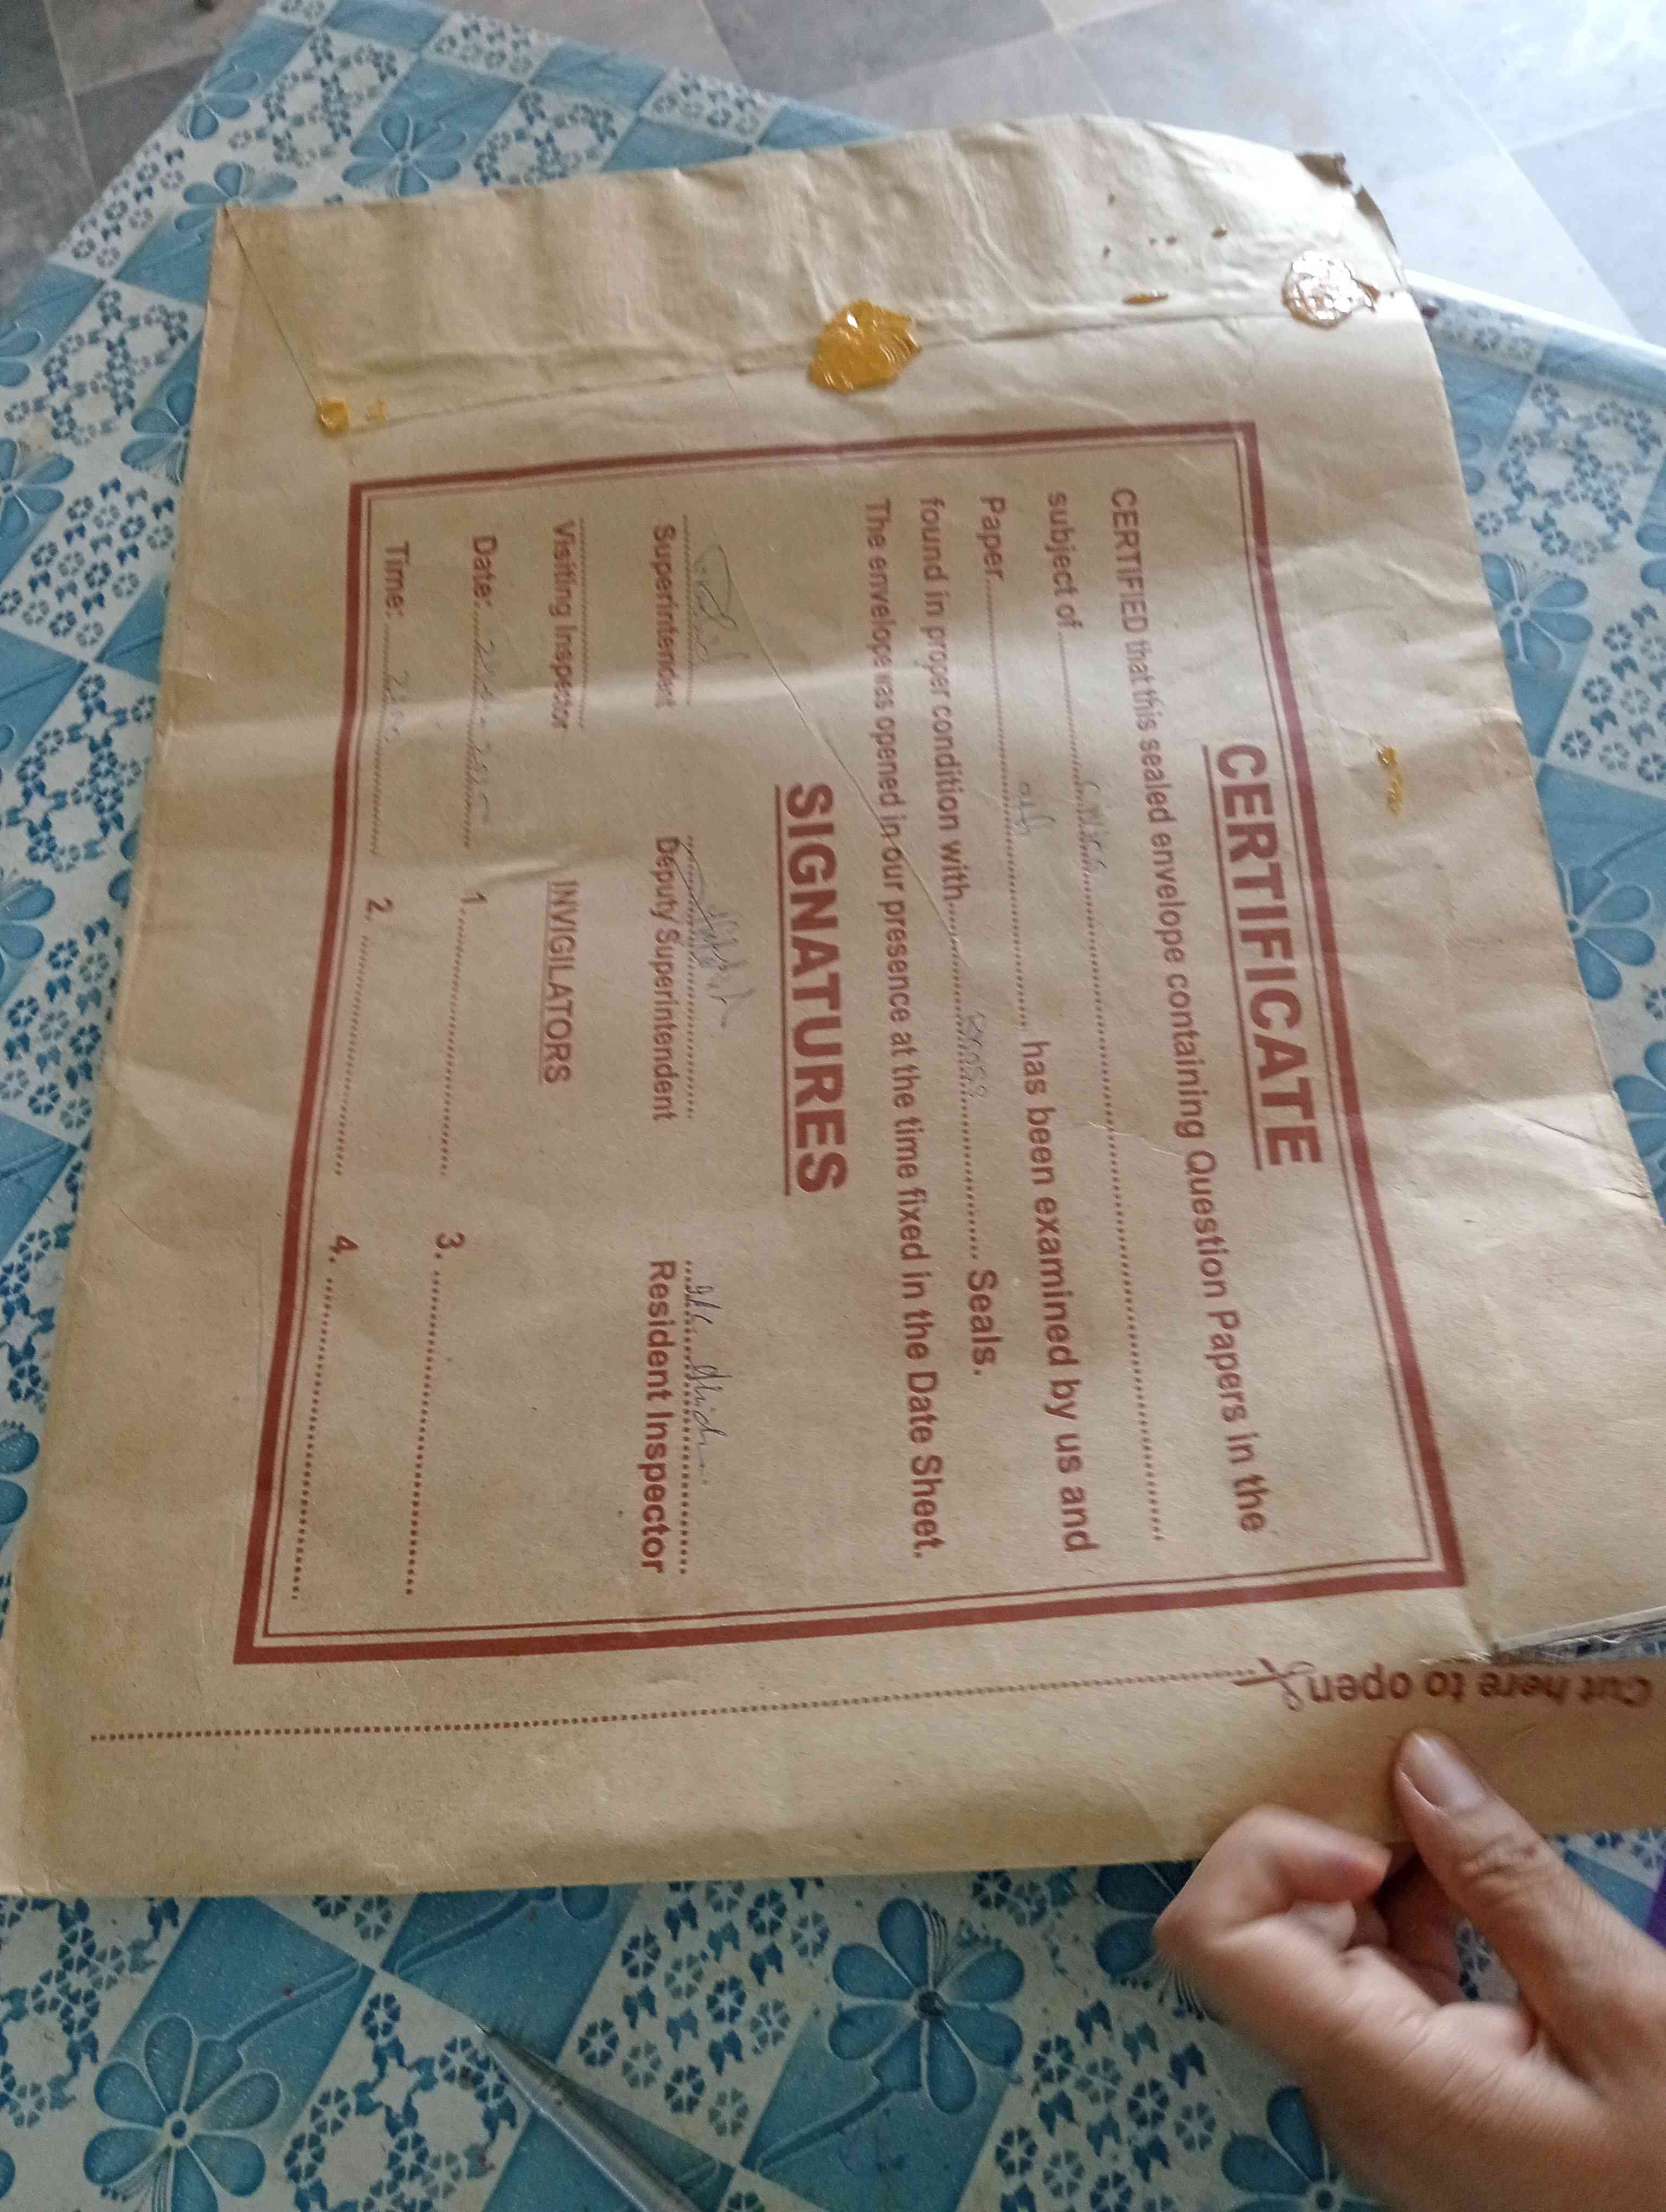 CERTIFICATE
CERTIFIED that this sealed envelope containing Question Papers in the
subject of ........................
Paper........................ has been examined by us and
found in proper condition with........................ Seals.
The envelope was opened in our presence at the time fixed in the Date Sheet.
SIGNATURES
Superintendent Deputy Superintendent Resident Inspector
Visiting Inspector INVIGILATORS
Date:........................ 1......................... 3. ........................
Time: ........................ 2. ........................ 4. ........................
Cut here to open